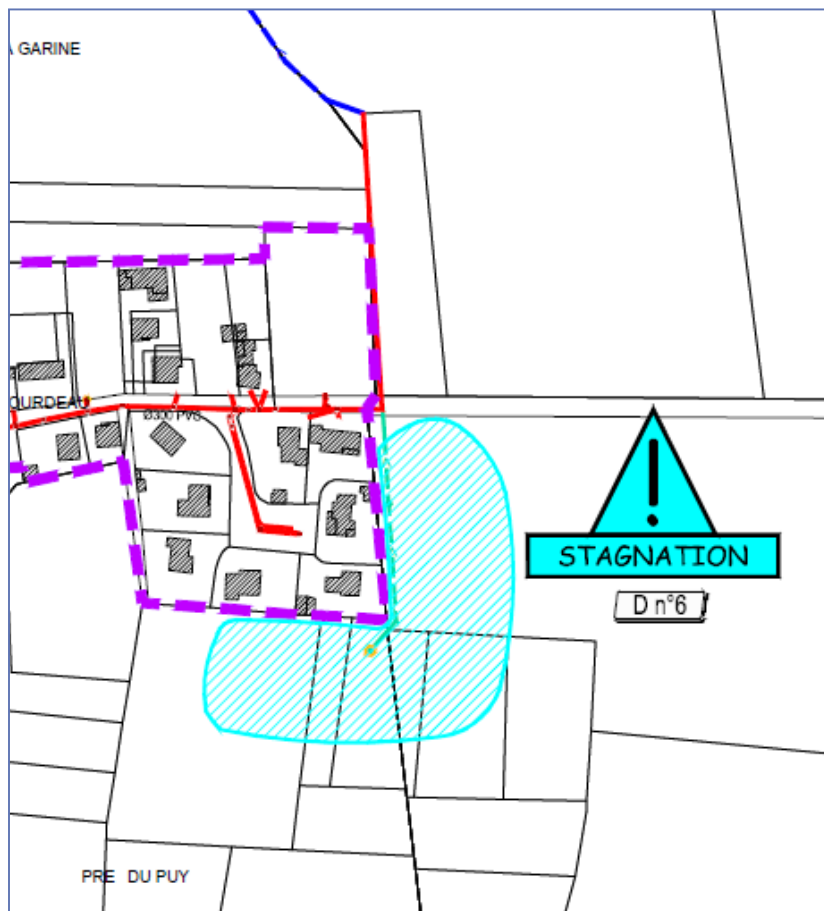 A GARINE
OURDEAU
Ø300 PVC
!
STAGNATION
D n°6
PRE DU PUY